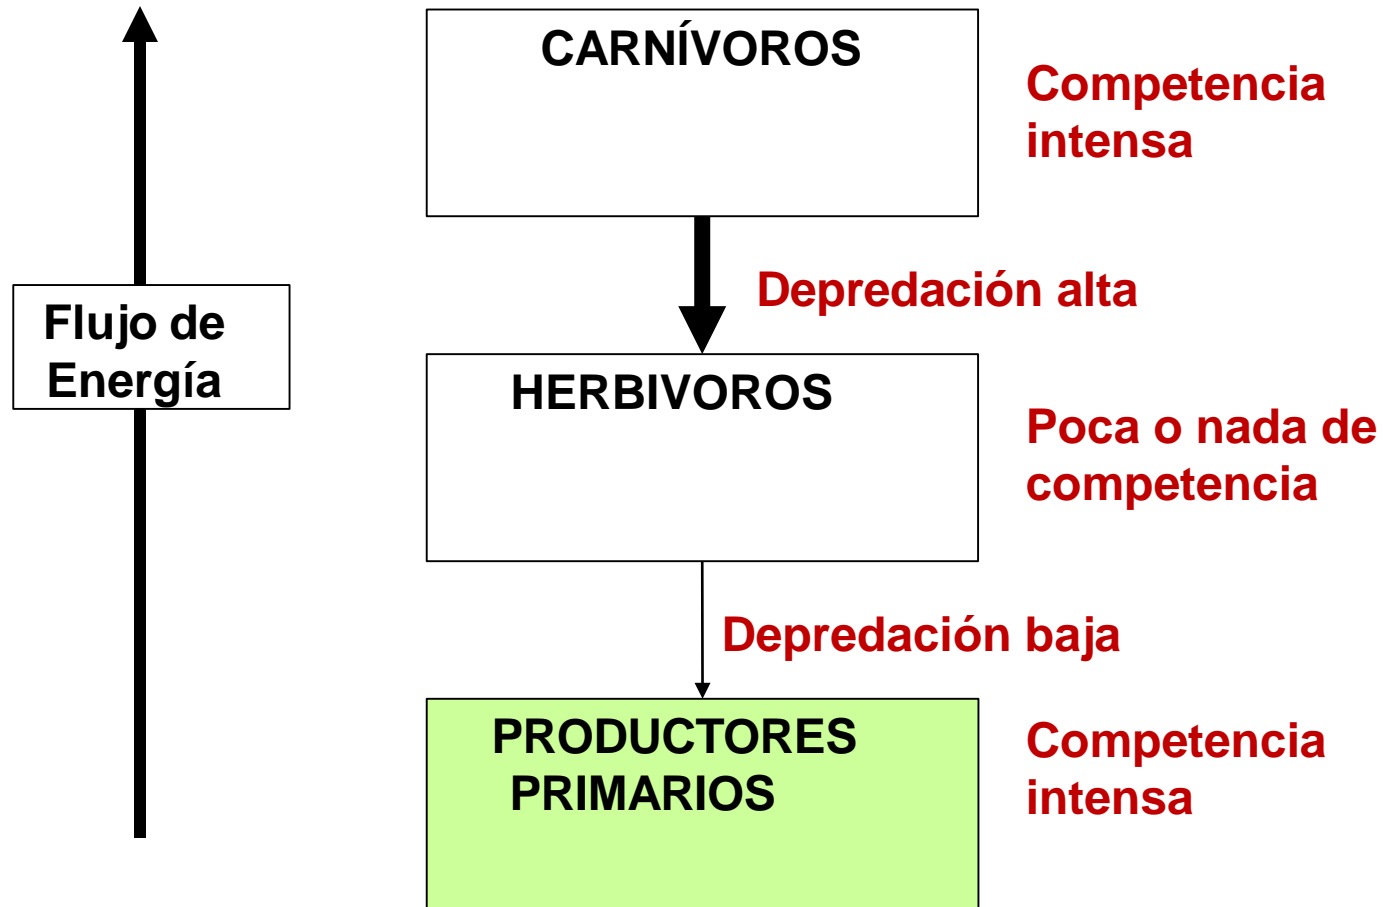 CARNÍVOROS
Competencia
intensa
Depredación alta
Flujo de
Energía
HERBIVOROS
Poca o nada de
competencia
Depredación baja
PRODUCTORES
PRIMARIOS
Competencia
intensa